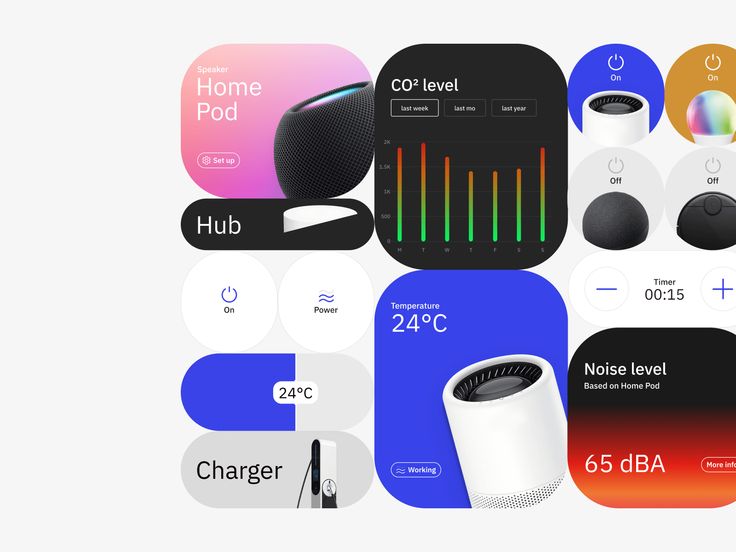 Speaker
Home
Pod
Set up
Hub
On
Power
24°C
Charger
CO² level
last week
last mo
last year
2K
1.5K
1K
500
0
M T W T F S S
Temperature
24°C
Working
On
On
Off
Off
Timer
00:15
Noise level
Based on Home Pod
65 dBA
More info